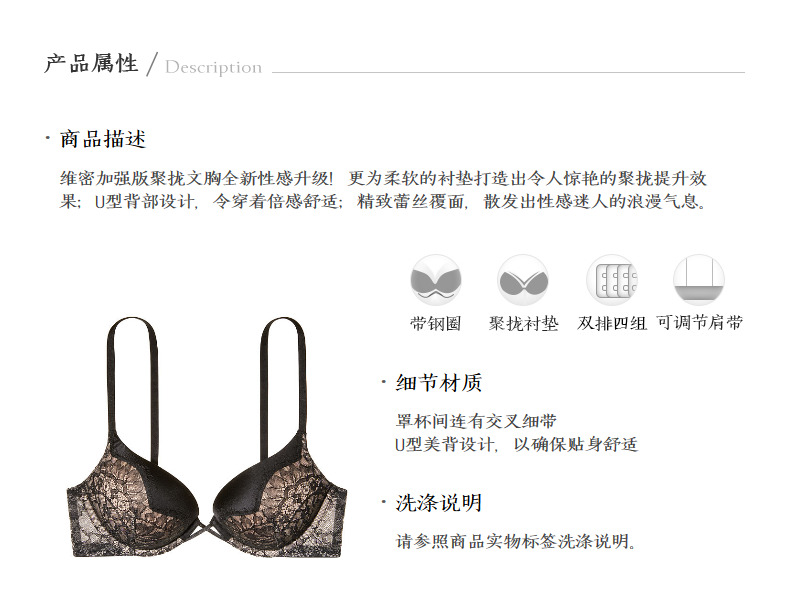 产品属性 / Description
· 商品描述
维密加强版聚拢文胸全新性感升级！更为柔软的衬垫打造出令人惊艳的聚拢提升效
果；U型背部设计，令穿着倍感舒适；精致蕾丝覆面，散发出性感迷人的浪漫气息。
带钢圈 聚拢衬垫 双排四组 可调节肩带
· 细节材质
罩杯间连有交叉细带
U型美背设计，以确保贴身舒适
· 洗涤说明
请参照商品实物标签洗涤说明。